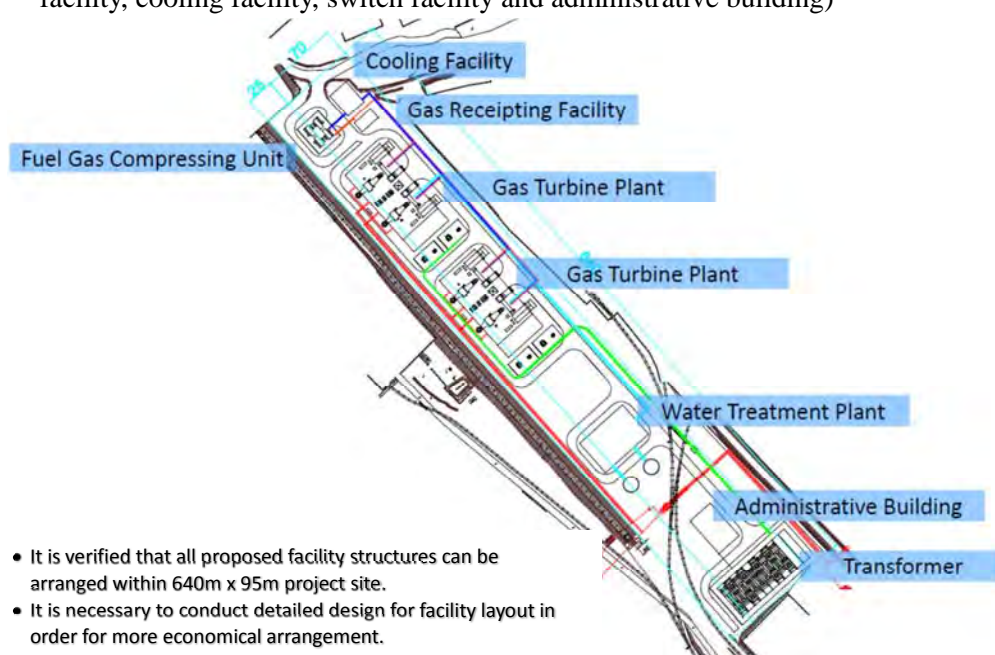 facility, cooling facility, switch facility and administrative building)
70
25
Cooling Facility
Gas Receipting Facility
Fuel Gas Compressing Unit
Gas Turbine Plant
Gas Turbine Plant
Water Treatment Plant
Administrative Building
Transformer
• It is verified that all proposed facility structures can be
arranged within 640m x 95m project site.
• It is necessary to conduct detailed design for facility layout in
order for more economical arrangement.